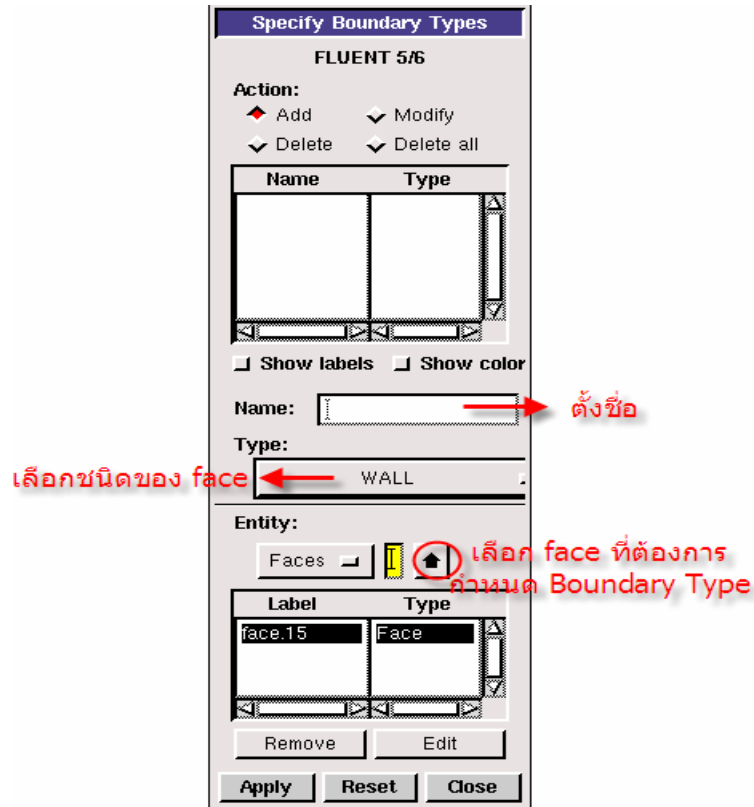 Specify Boundary Types
FLUENT 5/6
Action:
Add Modify
Delete Delete all
Name Type
Show labels Show color
Name: ตั้งชื่อ
Type:
เลือกชนิดของ face WALL
Entity:
Faces เลือก face ที่ต้องการ
กำหนด Boundary Type
Label Type
face.15 Face
Remove Edit
Apply Reset Close